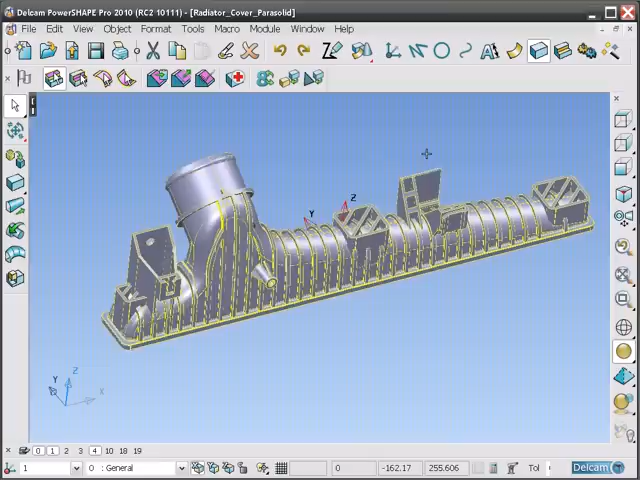 Delcam PowerSHAPE Pro 2010 (RC2 10111) - [Radiator_Cover_Parasolid]
File Edit View Object Format Tools Macro Module Window Help
Y Z
Z
Y X
0 1 2 3 4 10 18 19
1 0 : General 0 -162.17 255.606 Tol Delcam